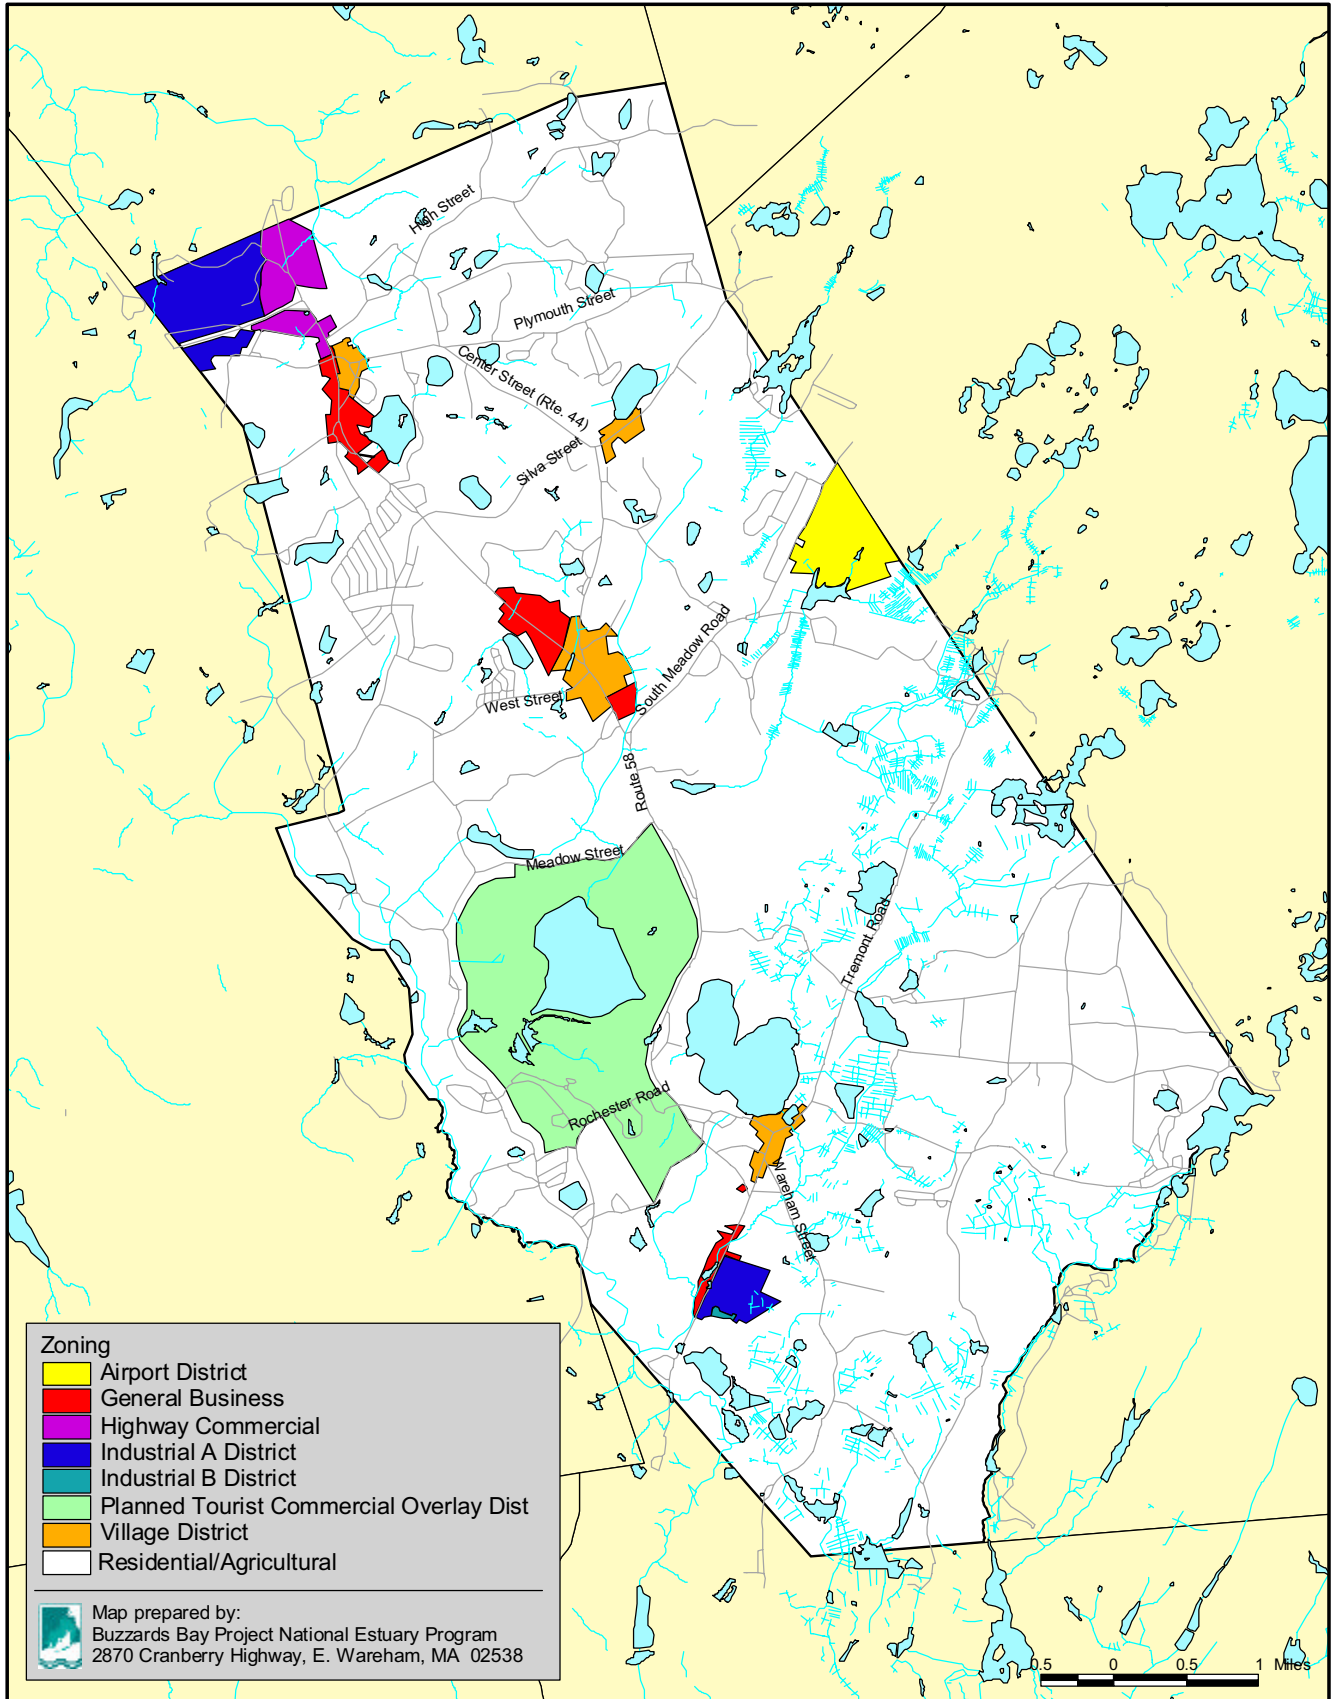 High Street
Plymouth Street
Center Street (Rte. 44)
Silva Street
South Meadow Road
West Street
Route 58
Meadow Street
Tremont Road
Rochester Road
Wareham Street
Zoning
Airport District
General Business
Highway Commercial
Industrial A District
Industrial B District
Planned Tourist Commercial Overlay Dist
Village District
Residential/Agricultural
Map prepared by:
Buzzards Bay Project National Estuary Program
2870 Cranberry Highway, E. Wareham, MA 02538
0.5 0 0.5 1 Miles